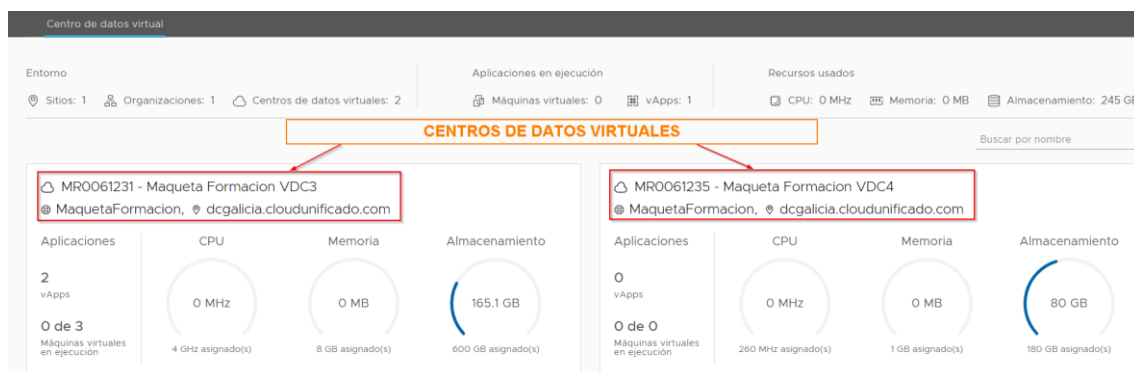 Centro de datos virtual
Entorno
Aplicaciones en ejecución
Recursos usados
Sitios: 1 Organizaciones: 1 Centros de datos virtuales: 2
Máquinas virtuales: 0 vApps: 1
CPU: 0 MHz Memoria: 0 MB Almacenamiento: 245 GB
CENTROS DE DATOS VIRTUALES
Buscar por nombre
MR0061231 - Maqueta Formacion VDC3
MaquetaFormacion, dcgalicia.cloudunificado.com
Aplicaciones CPU Memoria Almacenamiento
2
vApps
0 MHz 0 MB 165.1 GB
0 de 3
Máquinas virtuales
en ejecución
4 GHz asignado(s) 8 GB asignado(s) 600 GB asignado(s)
MR0061235 - Maqueta Formacion VDC4
MaquetaFormacion, dcgalicia.cloudunificado.com
Aplicaciones CPU Memoria Almacenamiento
0
vApps
0 MHz 0 MB 80 GB
0 de 0
Máquinas virtuales
en ejecución
260 MHz asignado(s) 1 GB asignado(s) 180 GB asignado(s)